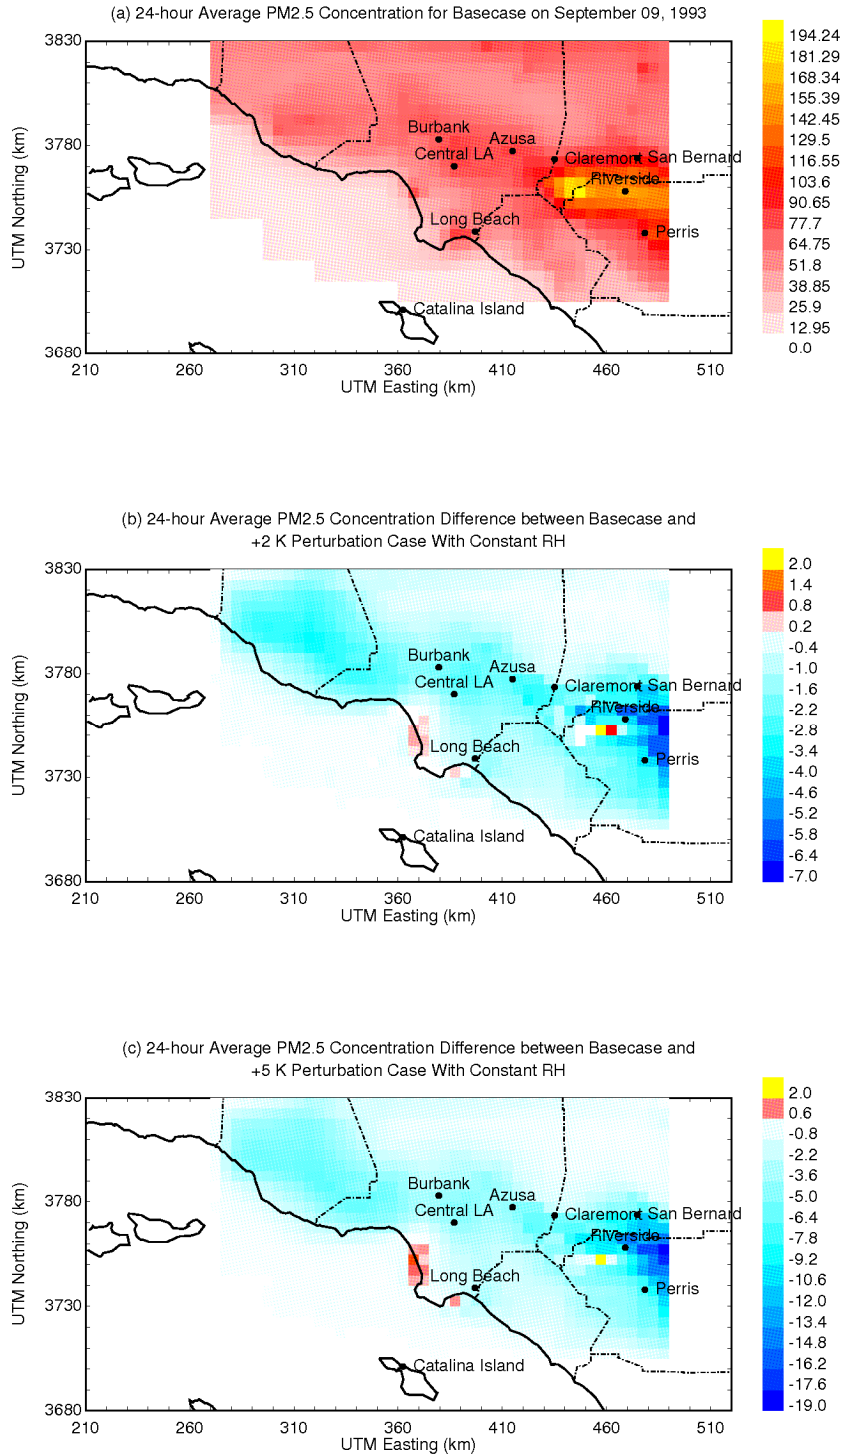 (a) 24-hour Average PM2.5 Concentration for Basecase on September 09, 1993
3830
3780
3730
3680
UTM Northing (km)
210 260 310 360 410 460 510
UTM Easting (km)
Burbank
Azusa
Central LA
Claremont
San Bernard
Riverside
Long Beach
Perris
Catalina Island
194.24
181.29
168.34
155.39
142.45
129.5
116.55
103.6
90.65
77.7
64.75
51.8
38.85
25.9
12.95
0.0
(b) 24-hour Average PM2.5 Concentration Difference between Basecase and
+2 K Perturbation Case With Constant RH
3830
3780
3730
3680
UTM Northing (km)
210 260 310 360 410 460 510
UTM Easting (km)
Burbank
Azusa
Central LA
Claremont
San Bernard
Riverside
Long Beach
Perris
Catalina Island
2.0
1.4
0.8
0.2
-0.4
-1.0
-1.6
-2.2
-2.8
-3.4
-4.0
-4.6
-5.2
-5.8
-6.4
-7.0
(c) 24-hour Average PM2.5 Concentration Difference between Basecase and
+5 K Perturbation Case With Constant RH
3830
3780
3730
3680
UTM Northing (km)
210 260 310 360 410 460 510
UTM Easting (km)
Burbank
Azusa
Central LA
Claremont
San Bernard
Riverside
Long Beach
Perris
Catalina Island
2.0
0.6
-0.8
-2.2
-3.6
-5.0
-6.4
-7.8
-9.2
-10.6
-12.0
-13.4
-14.8
-16.2
-17.6
-19.0